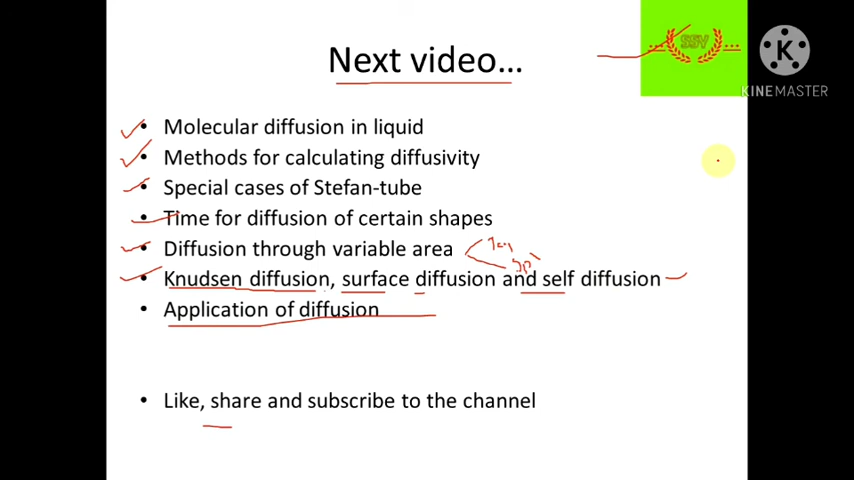 Next video...
SSV
KINEMASTER
• Molecular diffusion in liquid
• Methods for calculating diffusivity
• Special cases of Stefan-tube
• Time for diffusion of certain shapes
• Diffusion through variable area
• Knudsen diffusion, surface diffusion and self diffusion
• Application of diffusion
• Like, share and subscribe to the channel